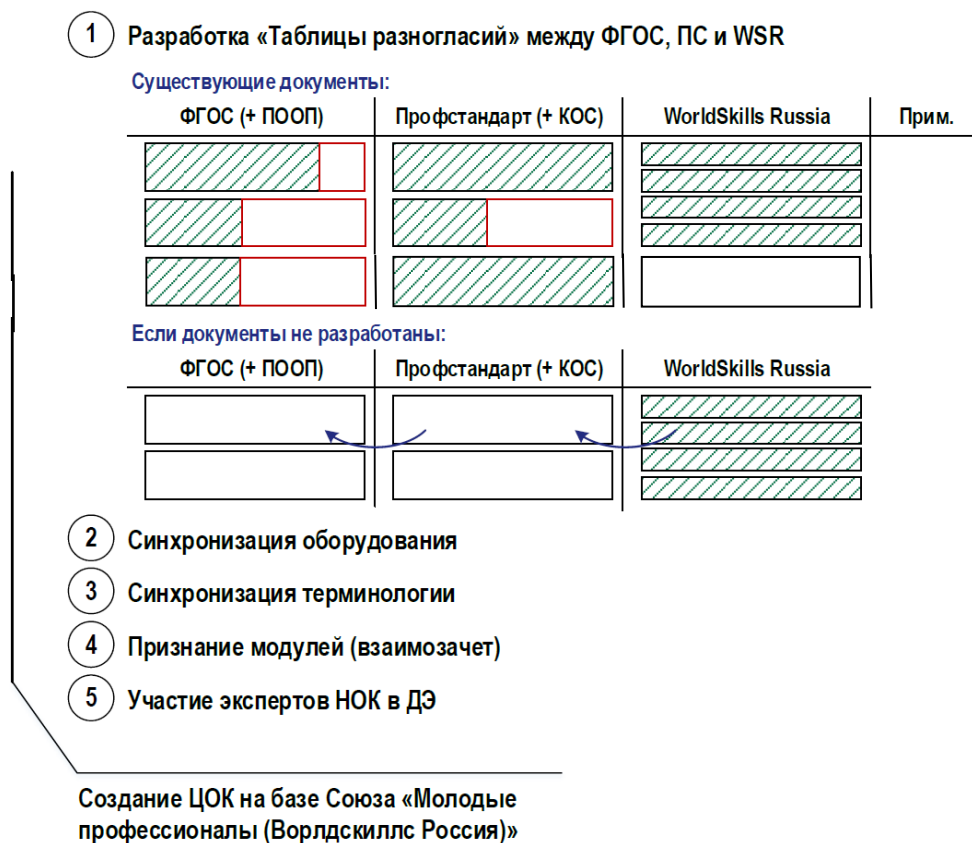 1 Разработка «Таблицы разногласий» между ФГОС, ПС и WSR
Существующие документы:
ФГОС (+ ПООП) Профстандарт (+ КОС) WorldSkills Russia Прим.
Если документы не разработаны:
ФГОС (+ ПООП) Профстандарт (+ КОС) WorldSkills Russia
2 Синхронизация оборудования
3 Синхронизация терминологии
4 Признание модулей (взаимозачет)
5 Участие экспертов НОК в ДЭ
Создание ЦОК на базе Союза «Молодые
профессионалы (Ворлдскиллс Россия)»